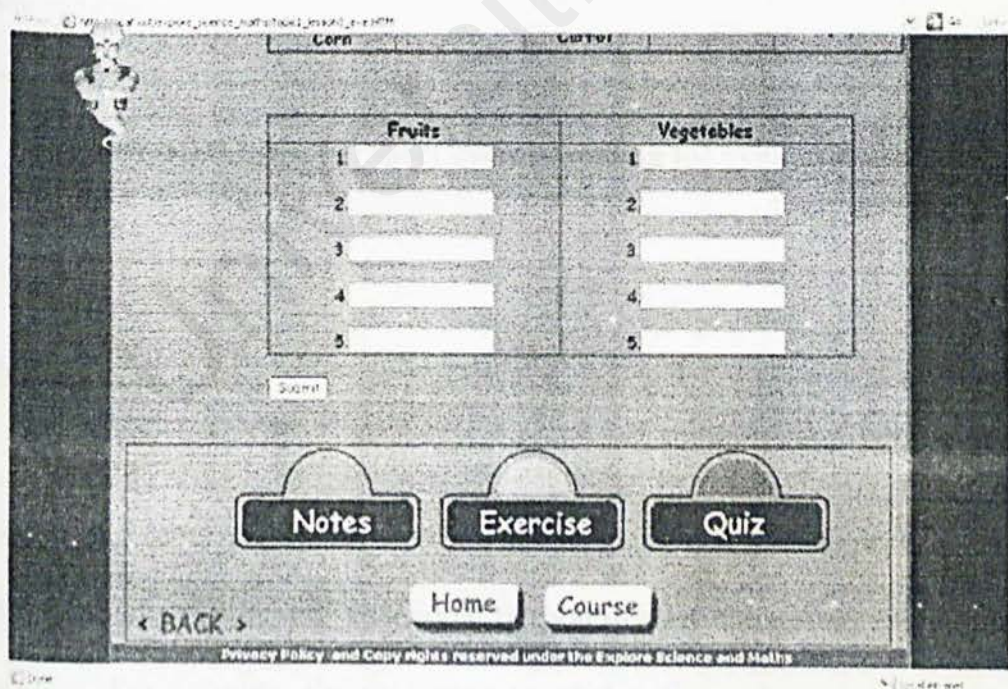 Corn Carrot
Fruits Vegetables
1. 1.
2. 2.
3. 3.
4. 4.
5. 5.
Submit
Notes Exercise Quiz
Home Course
< BACK >
Privacy Policy and Copy rights reserved under the Explore Science and Maths
Done